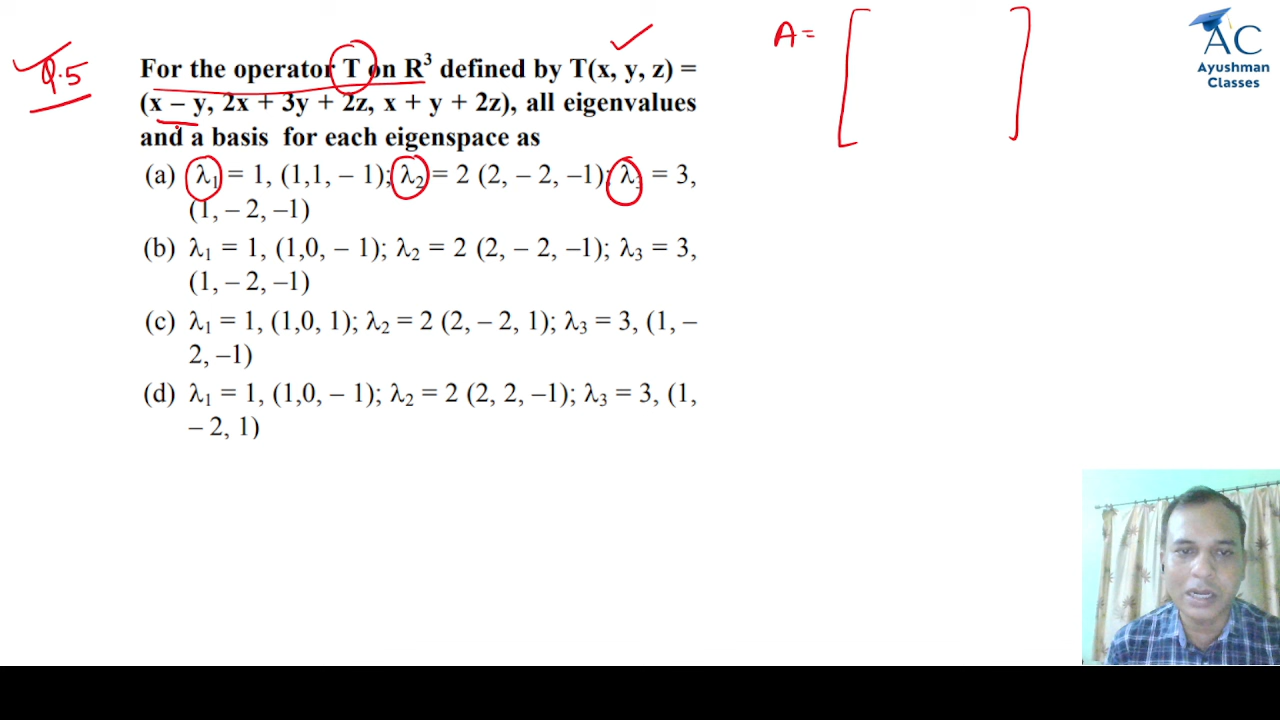 Q.5
For the operator T on R³ defined by T(x, y, z) =
(x – y, 2x + 3y + 2z, x + y + 2z), all eigenvalues
and a basis for each eigenspace as
(a) λ₁ = 1, (1,1, – 1); λ₂ = 2 (2, – 2, –1); λ₃ = 3,
(1, – 2, –1)
(b) λ₁ = 1, (1,0, – 1); λ₂ = 2 (2, – 2, –1); λ₃ = 3,
(1, – 2, –1)
(c) λ₁ = 1, (1,0, 1); λ₂ = 2 (2, – 2, 1); λ₃ = 3, (1, –
2, –1)
(d) λ₁ = 1, (1,0, – 1); λ₂ = 2 (2, 2, –1); λ₃ = 3, (1,
– 2, 1)
A =
AC
Ayushman
Classes